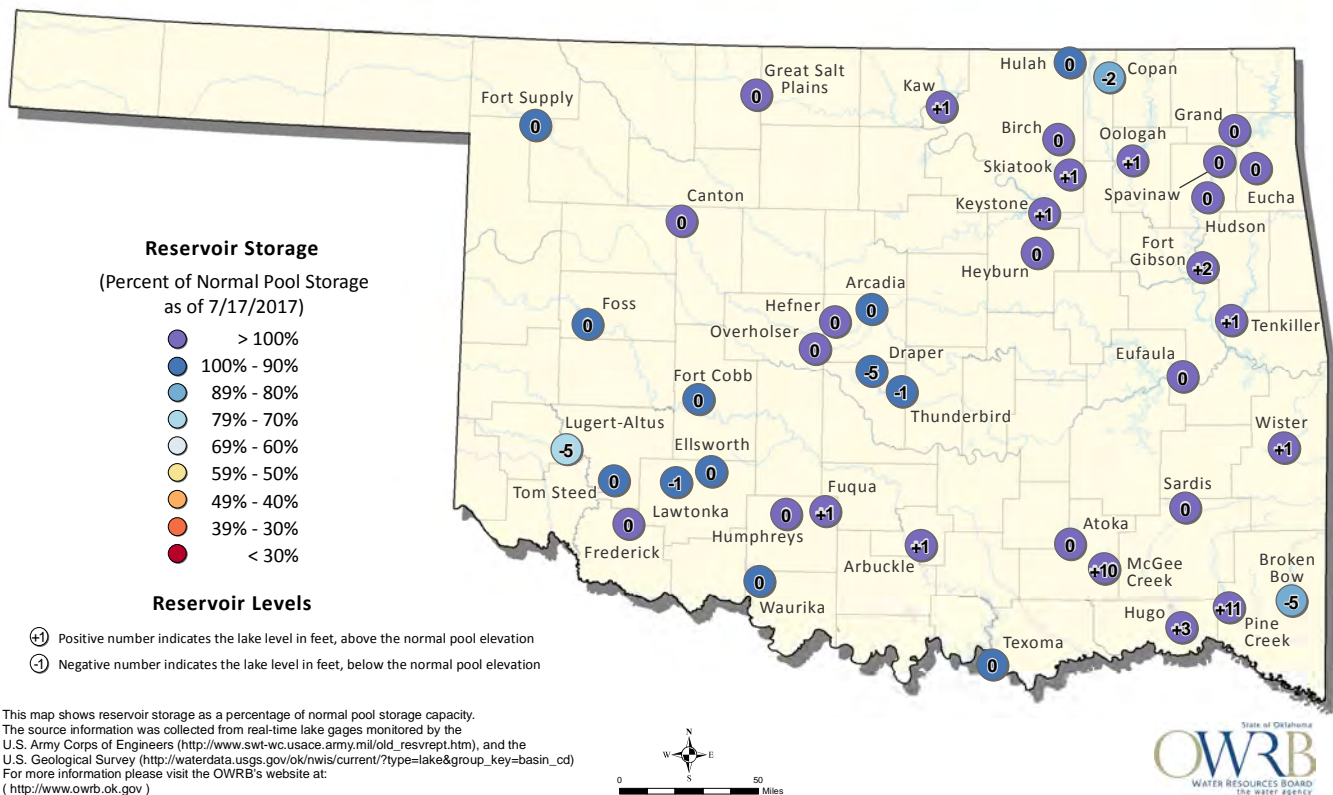 Hulah
0
Copan
-2
Great Salt
Plains
0
Kaw
+1
Fort Supply
0
Grand
0
Birch
0
Oologah
+1
Skiatook
+1
Spavinaw
0
0
Eucha
Canton
0
Keystone
+1
0
Hudson
Heyburn
0
Fort
Gibson
+2
Reservoir Storage
(Percent of Normal Pool Storage
as of 7/17/2017)
> 100%
100% - 90%
89% - 80%
79% - 70%
69% - 60%
59% - 50%
49% - 40%
39% - 30%
< 30%
Foss
0
Hefner
0
Arcadia
0
Overholser
0
+1
Tenkiller
Draper
-5
Eufaula
0
Fort Cobb
0
-1
Thunderbird
Lugert-Altus
-5
Ellsworth
0
Wister
+1
Tom Steed
0
-1
Lawtonka
Fuqua
+1
Sardis
0
0
Frederick
0
Humphreys
+1
Arbuckle
Atoka
0
+10
McGee
Creek
Broken
Bow
-5
0
Waurika
Hugo
+3
+11
Pine
Creek
Texoma
0
Reservoir Levels
+1 Positive number indicates the lake level in feet, above the normal pool elevation
-1 Negative number indicates the lake level in feet, below the normal pool elevation
This map shows reservoir storage as a percentage of normal pool storage capacity.
The source information was collected from real-time lake gages monitored by the
U.S. Army Corps of Engineers (http://www.swt-wc.usace.army.mil/old_resvrept.htm), and the
U.S. Geological Survey (http://waterdata.usgs.gov/ok/nwis/current/?type=lake&group_key=basin_cd)
For more information please visit the OWRB's website at:
( http://www.owrb.ok.gov )
N
W E
S
0 50
Miles
State of Oklahoma
OWRB
WATER RESOURCES BOARD
the water agency